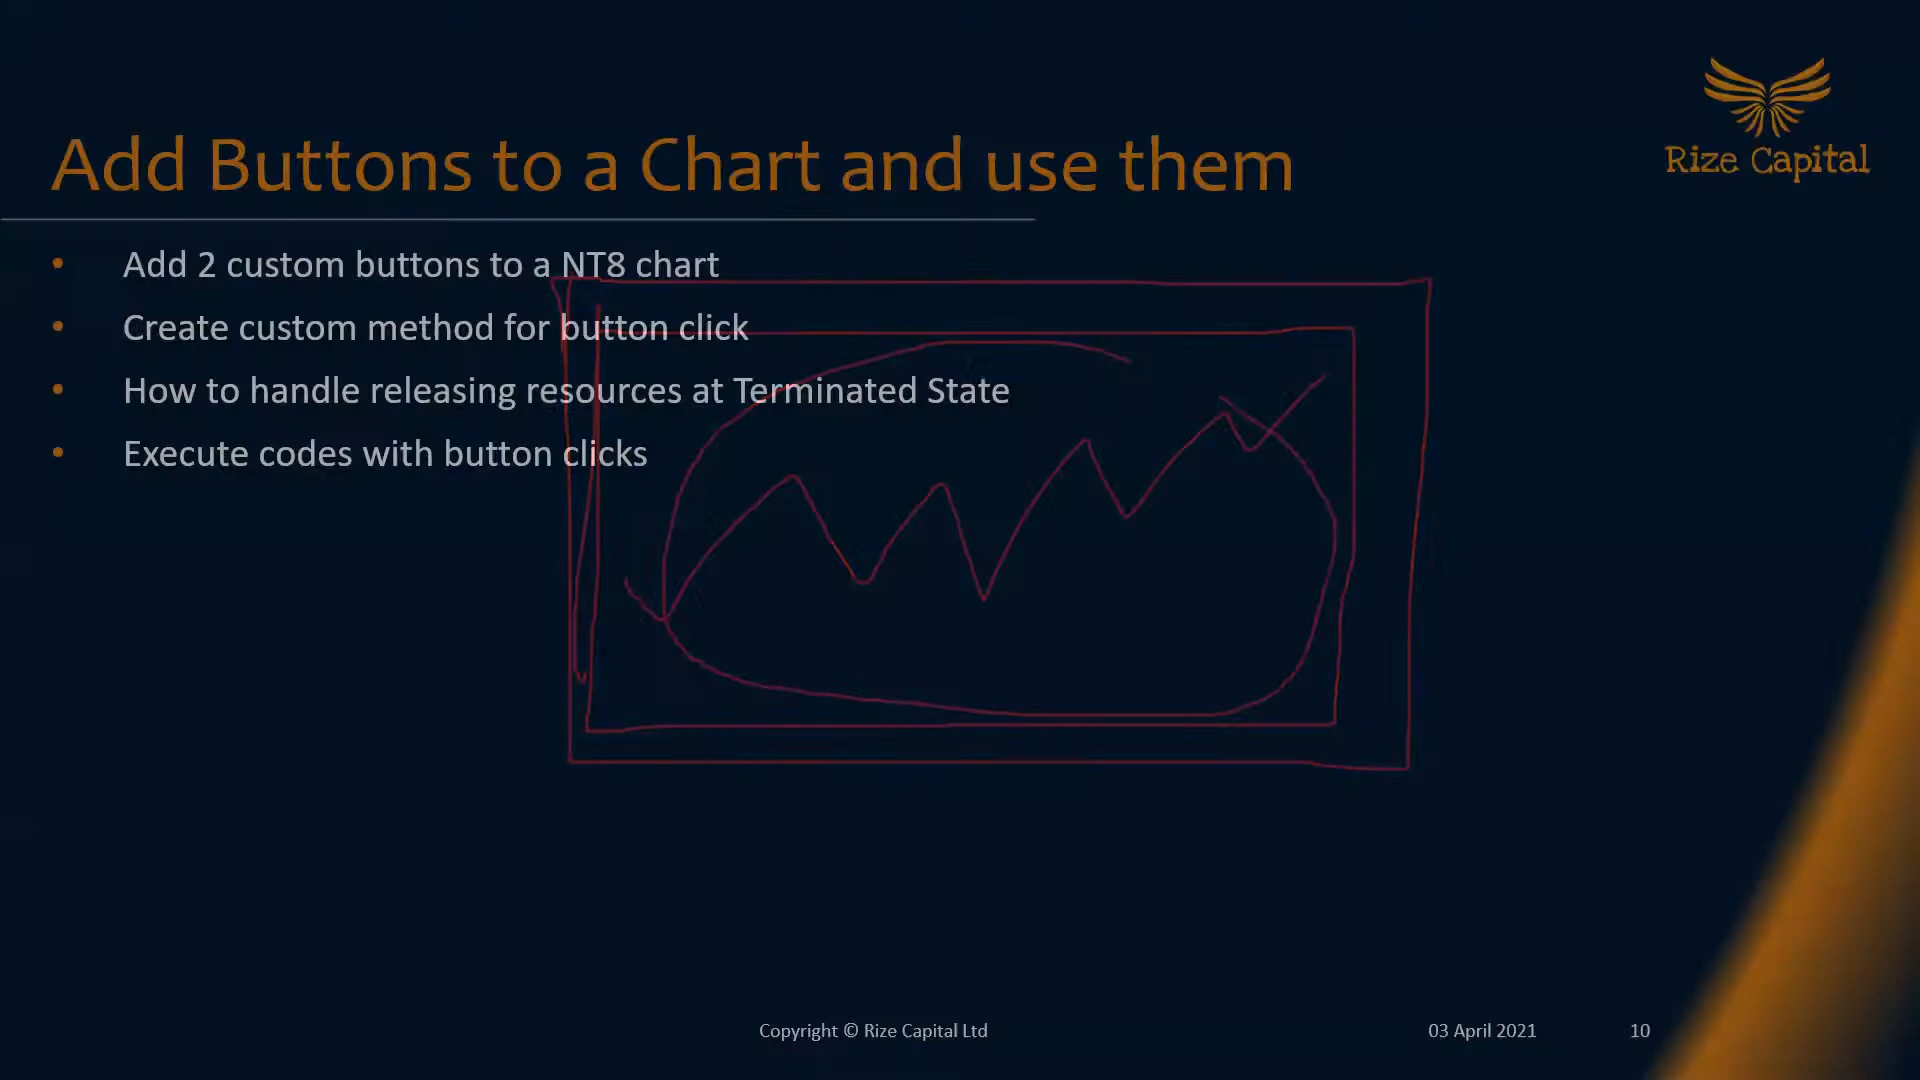 Rize Capital
Add Buttons to a Chart and use them
• Add 2 custom buttons to a NT8 chart
• Create custom method for button click
• How to handle releasing resources at Terminated State
• Execute codes with button clicks
Copyright © Rize Capital Ltd
03 April 2021
10